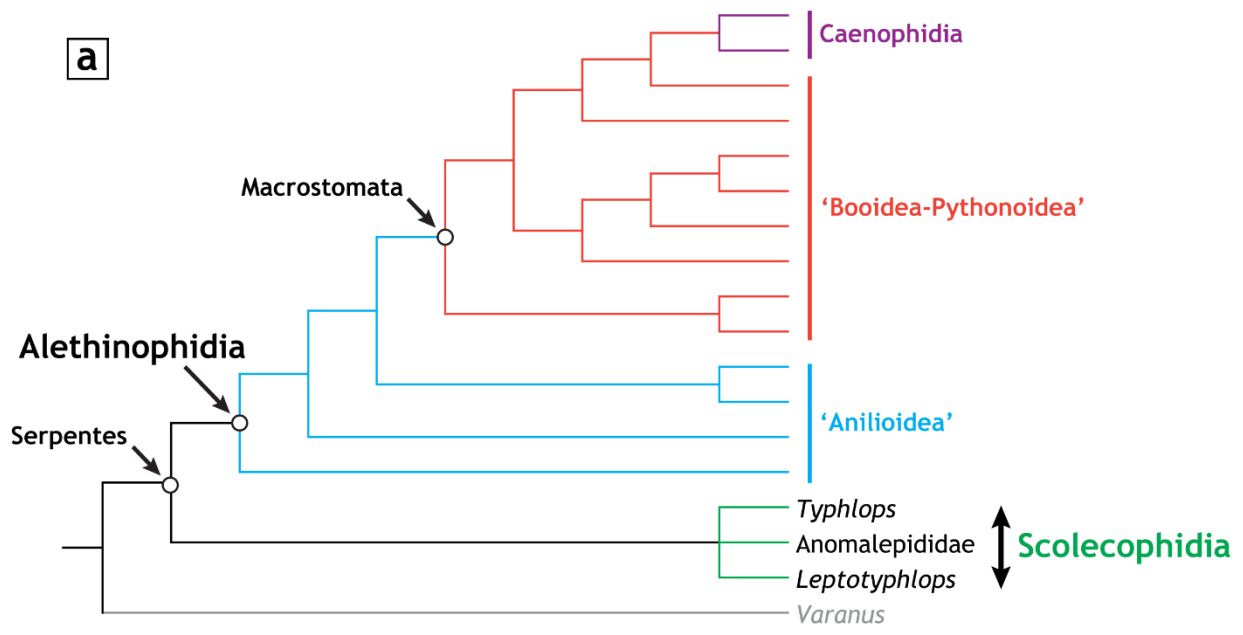 a
Caenophidia
Macrostomata
‘Booidea-Pythonoidea’
Alethinophidia
‘Anilioidea’
Serpentes
Typhlops
Anomalepididae
Scolecophidia
Leptotyphlops
Varanus